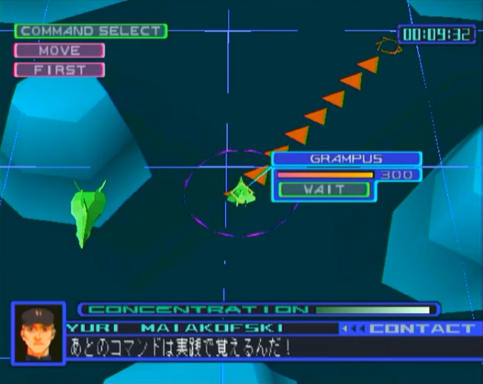 COMMAND SELECT
00:09:32
MOVE
FIRST
GRAMPUS
300
WAIT
CONCENTRATION
YURI MAIAKOFSKI
CONTACT
あとのコマンドは実践で覚えるんだ！